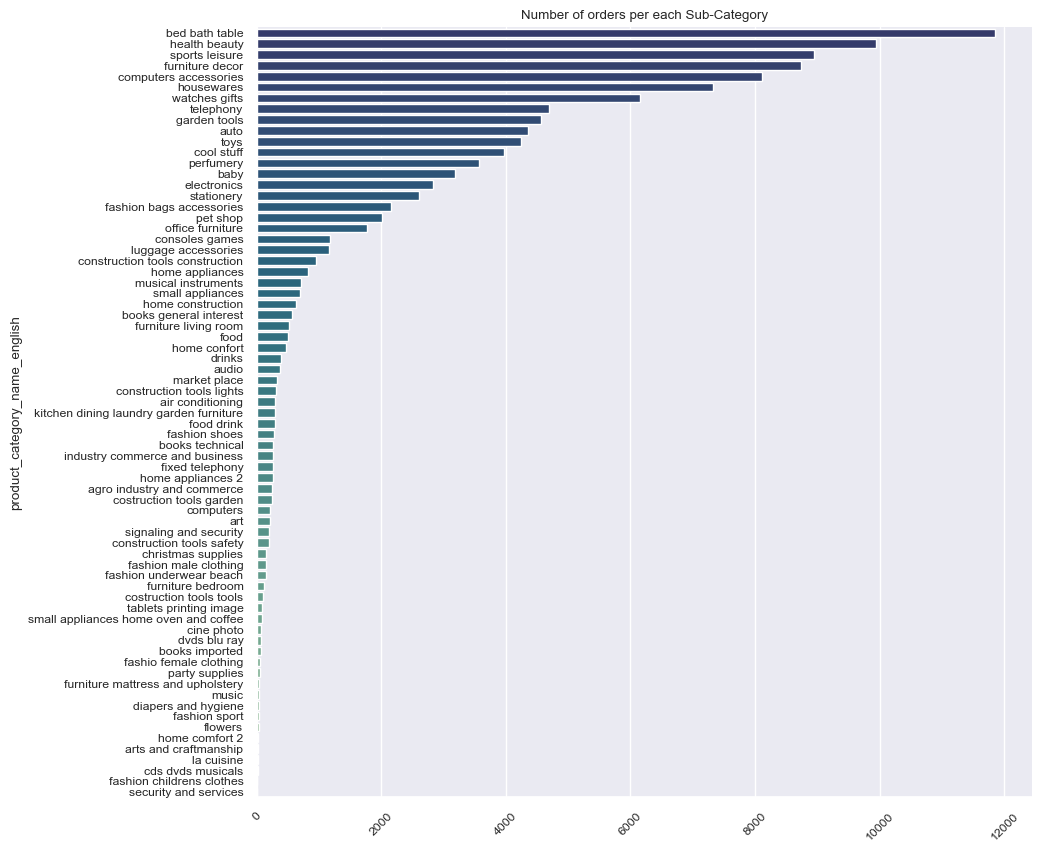 Number of orders per each Sub-Category
product_category_name_english
bed bath table
health beauty
sports leisure
furniture decor
computers accessories
housewares
watches gifts
telephony
garden tools
auto
toys
cool stuff
perfumery
baby
electronics
stationery
fashion bags accessories
pet shop
office furniture
consoles games
luggage accessories
construction tools construction
home appliances
musical instruments
small appliances
home construction
books general interest
furniture living room
food
home confort
drinks
audio
market place
construction tools lights
air conditioning
kitchen dining laundry garden furniture
food drink
fashion shoes
books technical
industry commerce and business
fixed telephony
home appliances 2
agro industry and commerce
costruction tools garden
computers
art
signaling and security
construction tools safety
christmas supplies
fashion male clothing
fashion underwear beach
furniture bedroom
costruction tools tools
tablets printing image
small appliances home oven and coffee
cine photo
dvds blu ray
books imported
fashio female clothing
party supplies
furniture mattress and upholstery
music
diapers and hygiene
fashion sport
flowers
home comfort 2
arts and craftmanship
la cuisine
cds dvds musicals
fashion childrens clothes
security and services
0
2000
4000
6000
8000
10000
12000